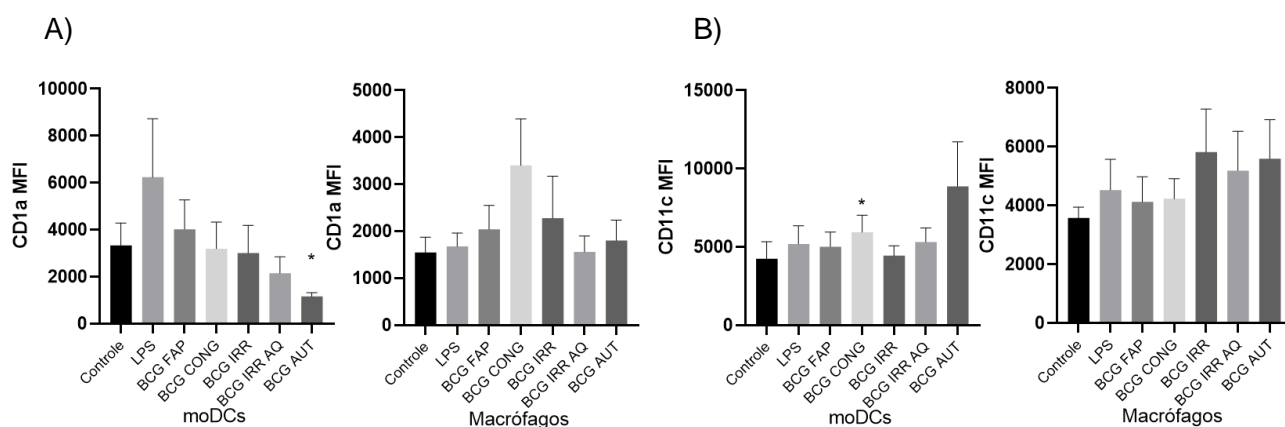 A)
10000
8000
6000
4000
2000
0
CD1a MFI
*
Controle
LPS
BCG FAP
BCG CONG
BCG IRR
BCG IRR AQ
BCG AUT
moDCs
5000
4000
3000
2000
1000
0
CD1a MFI
Controle
LPS
BCG FAP
BCG CONG
BCG IRR
BCG IRR AQ
BCG AUT
Macrófagos
B)
15000
10000
5000
0
CD11c MFI
*
Controle
LPS
BCG FAP
BCG CONG
BCG IRR
BCG IRR AQ
BCG AUT
moDCs
8000
6000
4000
2000
0
CD11c MFI
Controle
LPS
BCG FAP
BCG CONG
BCG IRR
BCG IRR AQ
BCG AUT
Macrófagos